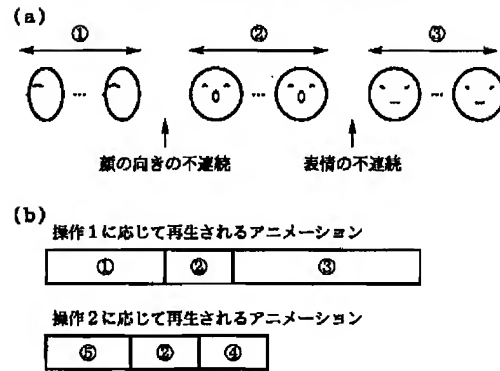 (a)
① ② ③
… … …
顔の向きの不連続 表情の不連続
(b)
操作1に応じて再生されるアニメーション
① ② ③
操作2に応じて再生されるアニメーション
⑤ ② ④